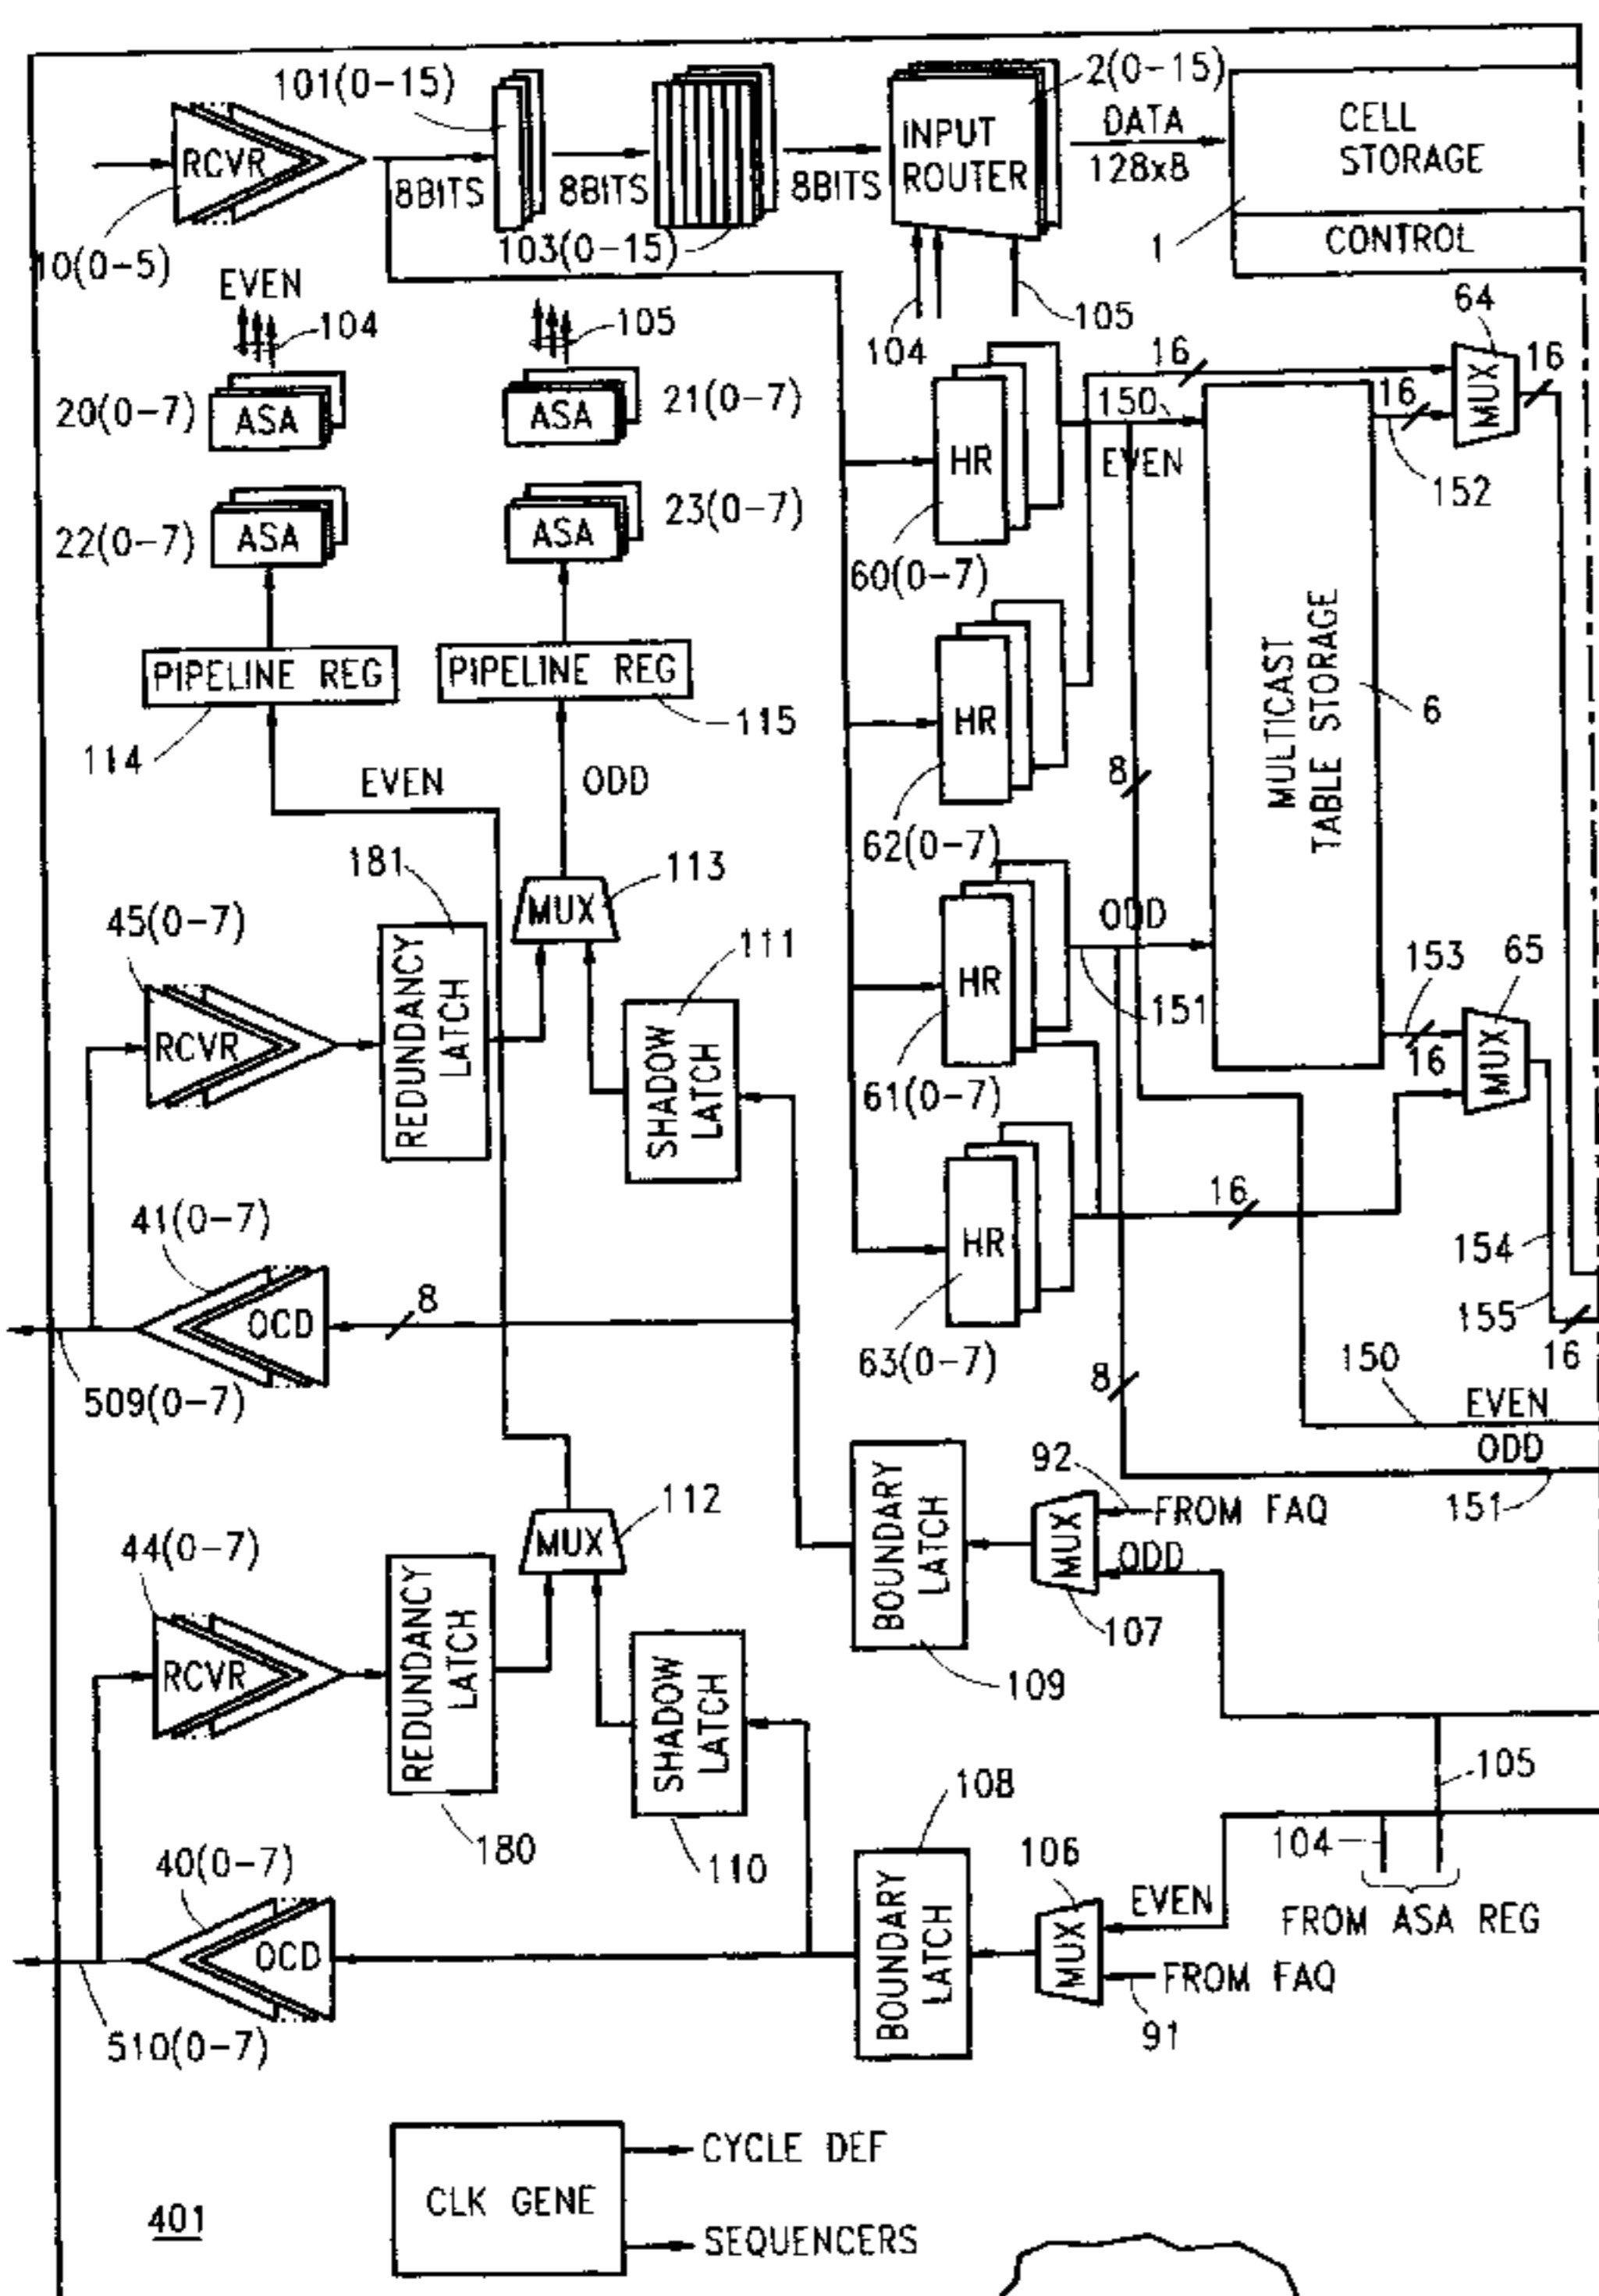 101(0-15)
2(0-15)
RCVR
8BITS
8BITS
8BITS
INPUT
ROUTER
DATA
128x8
CELL
STORAGE
CONTROL
1
10(0-5)
103(0-15)
EVEN
104
105
104
105
64
16
16
16
20(0-7)
ASA
ASA
21(0-7)
150
EVEN
HR
MUX
152
22(0-7)
ASA
ASA
23(0-7)
60(0-7)
PIPELINE REG
PIPELINE REG
114
115
HR
MULTICAST
TABLE STORAGE
6
EVEN
ODD
8
62(0-7)
181
113
MUX
45(0-7)
111
ODD
153
65
RCVR
REDUNDANCY
LATCH
SHADOW
LATCH
HR
151
16
MUX
61(0-7)
41(0-7)
16
HR
154
OCD
8
155
16
63(0-7)
509(0-7)
8
150
EVEN
ODD
151
92
FROM FAQ
112
MUX
BOUNDARY
LATCH
MUX
ODD
44(0-7)
107
109
RCVR
REDUNDANCY
LATCH
SHADOW
LATCH
105
108
180
110
106
104
40(0-7)
EVEN
FROM ASA REG
OCD
BOUNDARY
LATCH
MUX
FROM FAQ
91
510(0-7)
CLK GENE
CYCLE DEF
SEQUENCERS
401